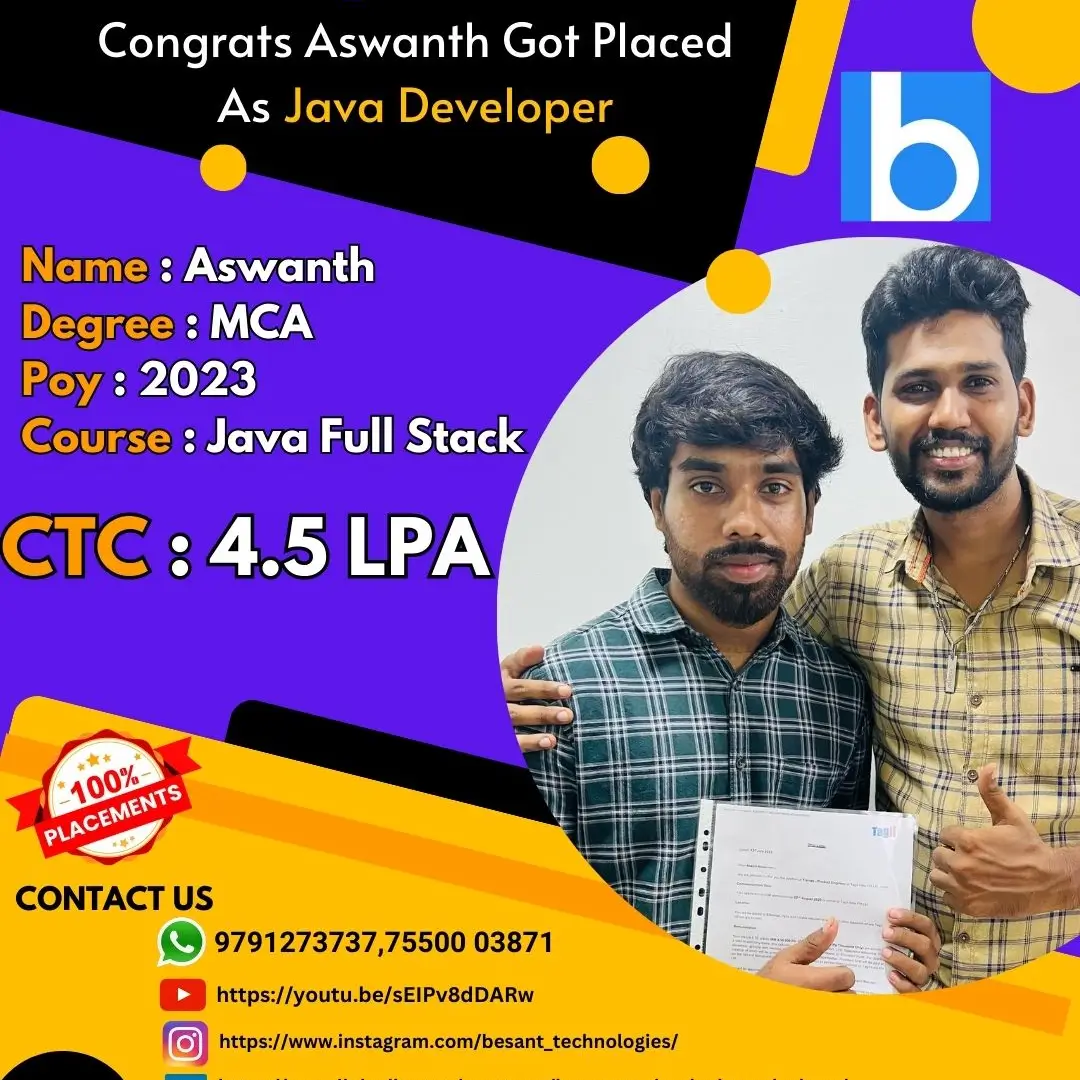 Congrats Aswanth Got Placed
As Java Developer
b
Name : Aswanth
Degree : MCA
Poy : 2023
Course : Java Full Stack
CTC : 4.5 LPA
100%
PLACEMENTS
TagIT
CONTACT US
9791273737,75500 03871
https://youtu.be/sEIPv8dDARw
https://www.instagram.com/besant_technologies/